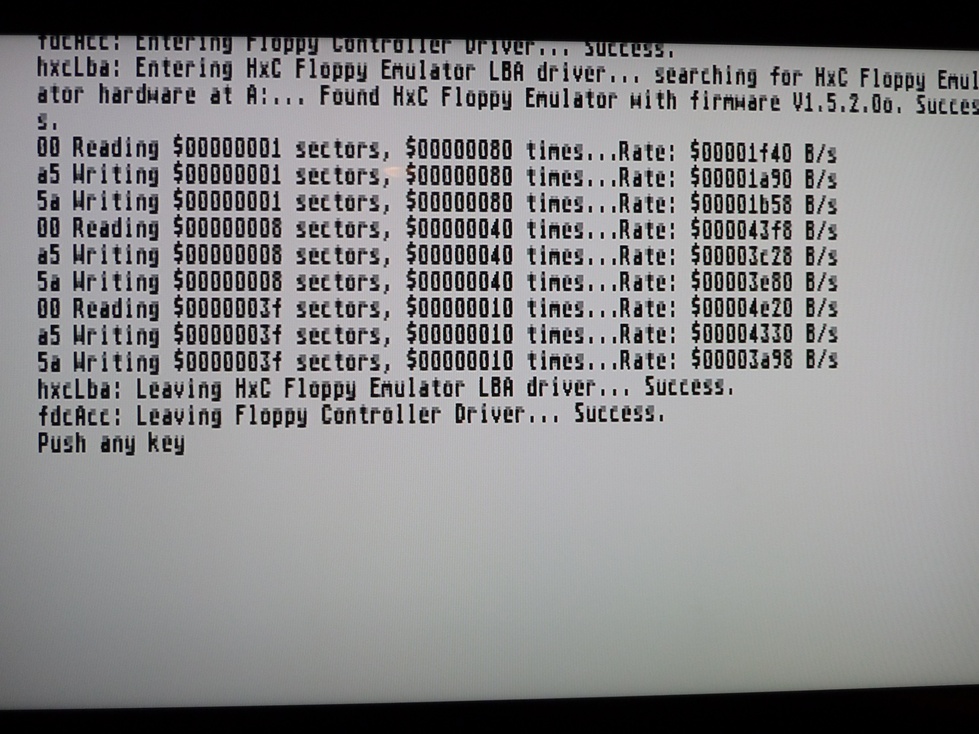 fdcAcc: Entering Floppy Controller Driver... Success.
hxcLba: Entering HxC Floppy Emulator LBA driver... searching for HxC Floppy Emul
ator hardware at A:... Found HxC Floppy Emulator with firmware V1.5.2.0o. Succes
s.
00 Reading $00000001 sectors, $00000080 times...Rate: $00001f40 B/s
a5 Writing $00000001 sectors, $00000080 times...Rate: $00001a90 B/s
5a Writing $00000001 sectors, $00000080 times...Rate: $00001b58 B/s
00 Reading $00000008 sectors, $00000040 times...Rate: $000043f8 B/s
a5 Writing $00000008 sectors, $00000040 times...Rate: $00003c28 B/s
5a Writing $00000008 sectors, $00000040 times...Rate: $00003e80 B/s
00 Reading $0000003f sectors, $00000010 times...Rate: $00004e20 B/s
a5 Writing $0000003f sectors, $00000010 times...Rate: $00004330 B/s
5a Writing $0000003f sectors, $00000010 times...Rate: $00003a98 B/s
hxcLba: Leaving HxC Floppy Emulator LBA driver... Success.
fdcAcc: Leaving Floppy Controller Driver... Success.
Push any key